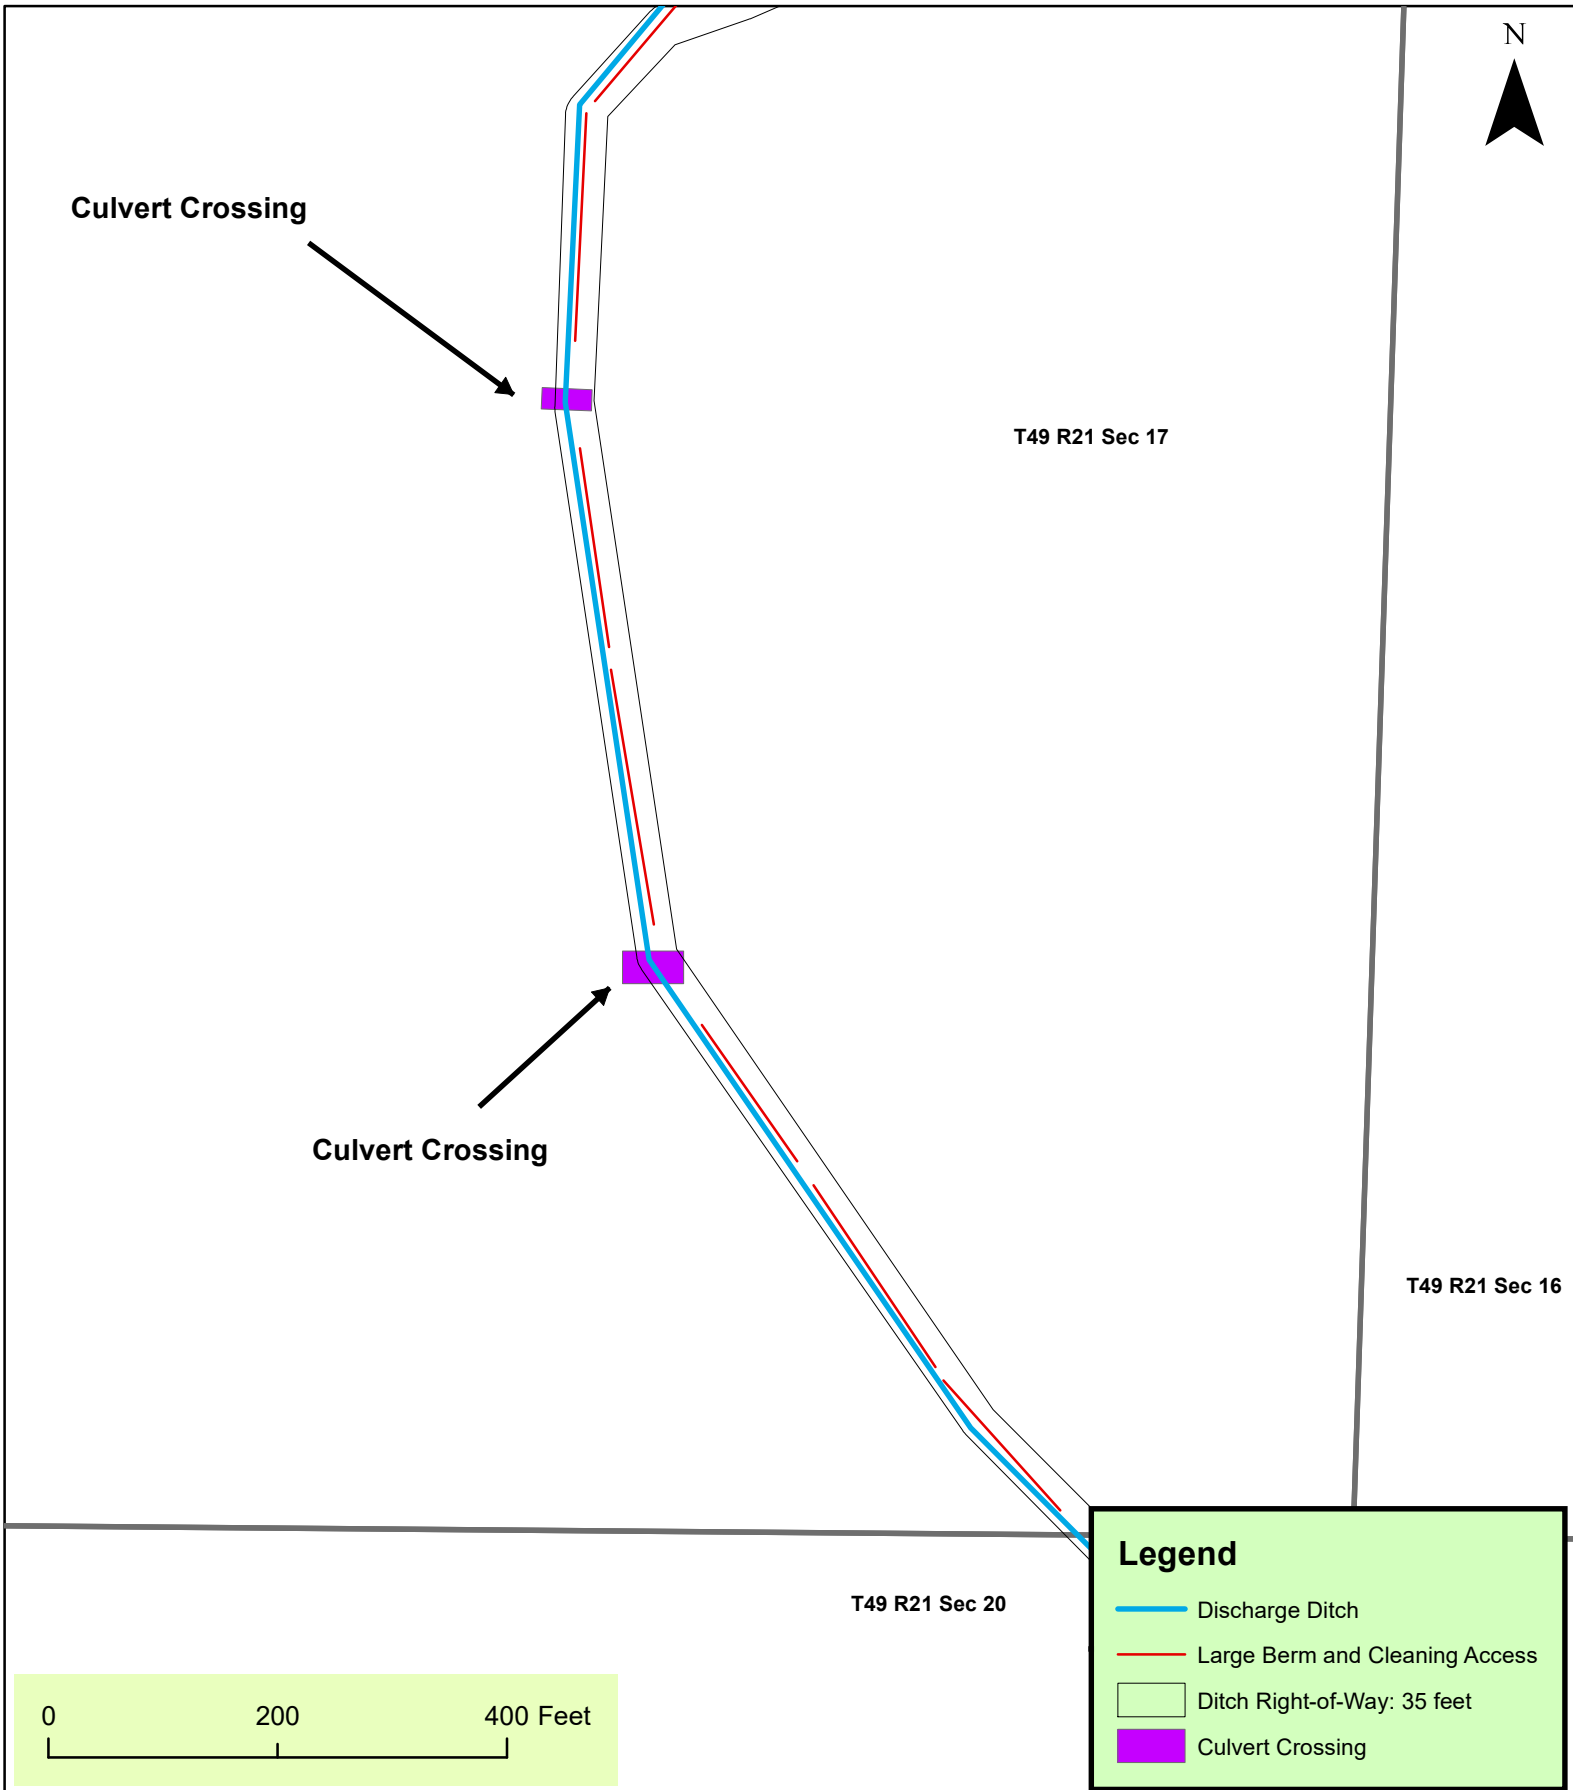 N
Culvert Crossing
T49 R21 Sec 17
Culvert Crossing
T49 R21 Sec 16
T49 R21 Sec 20
Legend
Discharge Ditch
Large Berm and Cleaning Access
Ditch Right-of-Way: 35 feet
Culvert Crossing
0 200 400 Feet